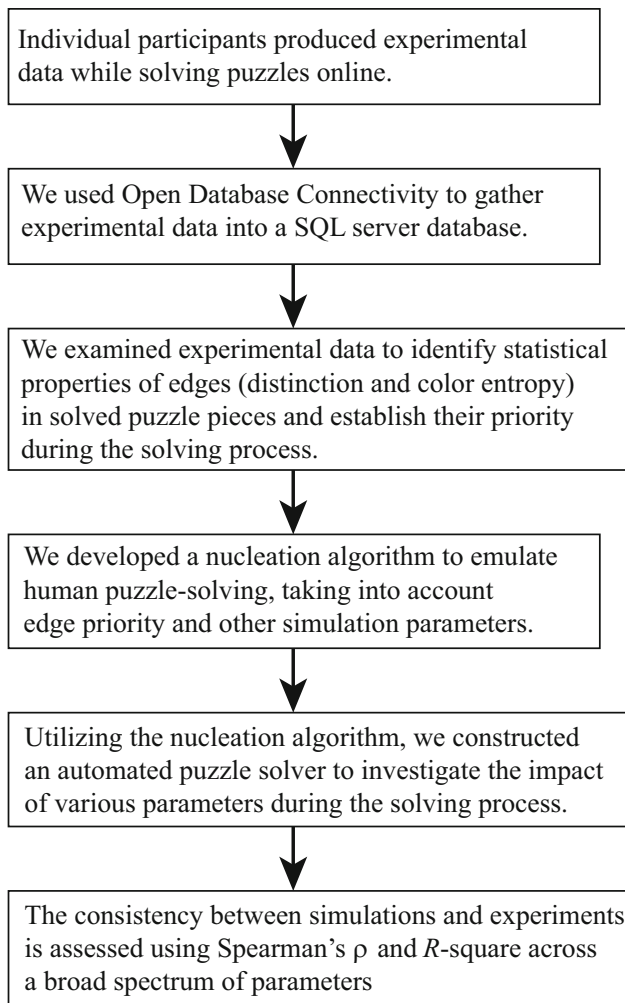 Individual participants produced experimental
data while solving puzzles online.
We used Open Database Connectivity to gather
experimental data into a SQL server database.
We examined experimental data to identify statistical
properties of edges (distinction and color entropy)
in solved puzzle pieces and establish their priority
during the solving process.
We developed a nucleation algorithm to emulate
human puzzle-solving, taking into account
edge priority and other simulation parameters.
Utilizing the nucleation algorithm, we constructed
an automated puzzle solver to investigate the impact
of various parameters during the solving process.
The consistency between simulations and experiments
is assessed using Spearman's ρ and R-square across
a broad spectrum of parameters